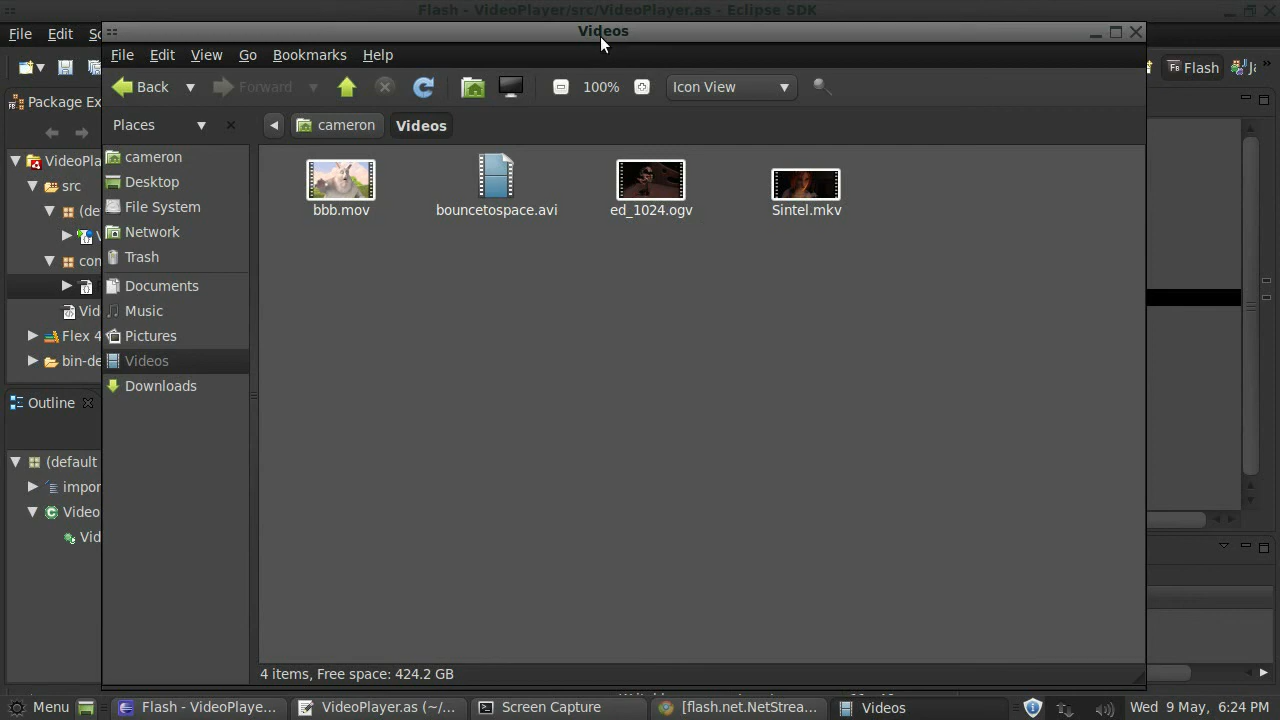 Flash - VideoPlayer/src/VideoPlayer.as - Eclipse SDK
File Edit
Videos
File Edit View Go Bookmarks Help
Back Forward 100% Icon View
Flash
Package Ex
Places cameron Videos
VideoPla
src
(de
con
Vid
Flex 4
bin-de
Outline
(default
impor
Video
Vid
cameron
Desktop
File System
Network
Trash
Documents
Music
Pictures
Videos
Downloads
bbb.mov bouncetospace.avi ed_1024.ogv Sintel.mkv
4 items, Free space: 424.2 GB
Menu Flash - VideoPlaye... VideoPlayer.as (~/... Screen Capture [flash.net.NetStrea... Videos Wed 9 May, 6:24 PM